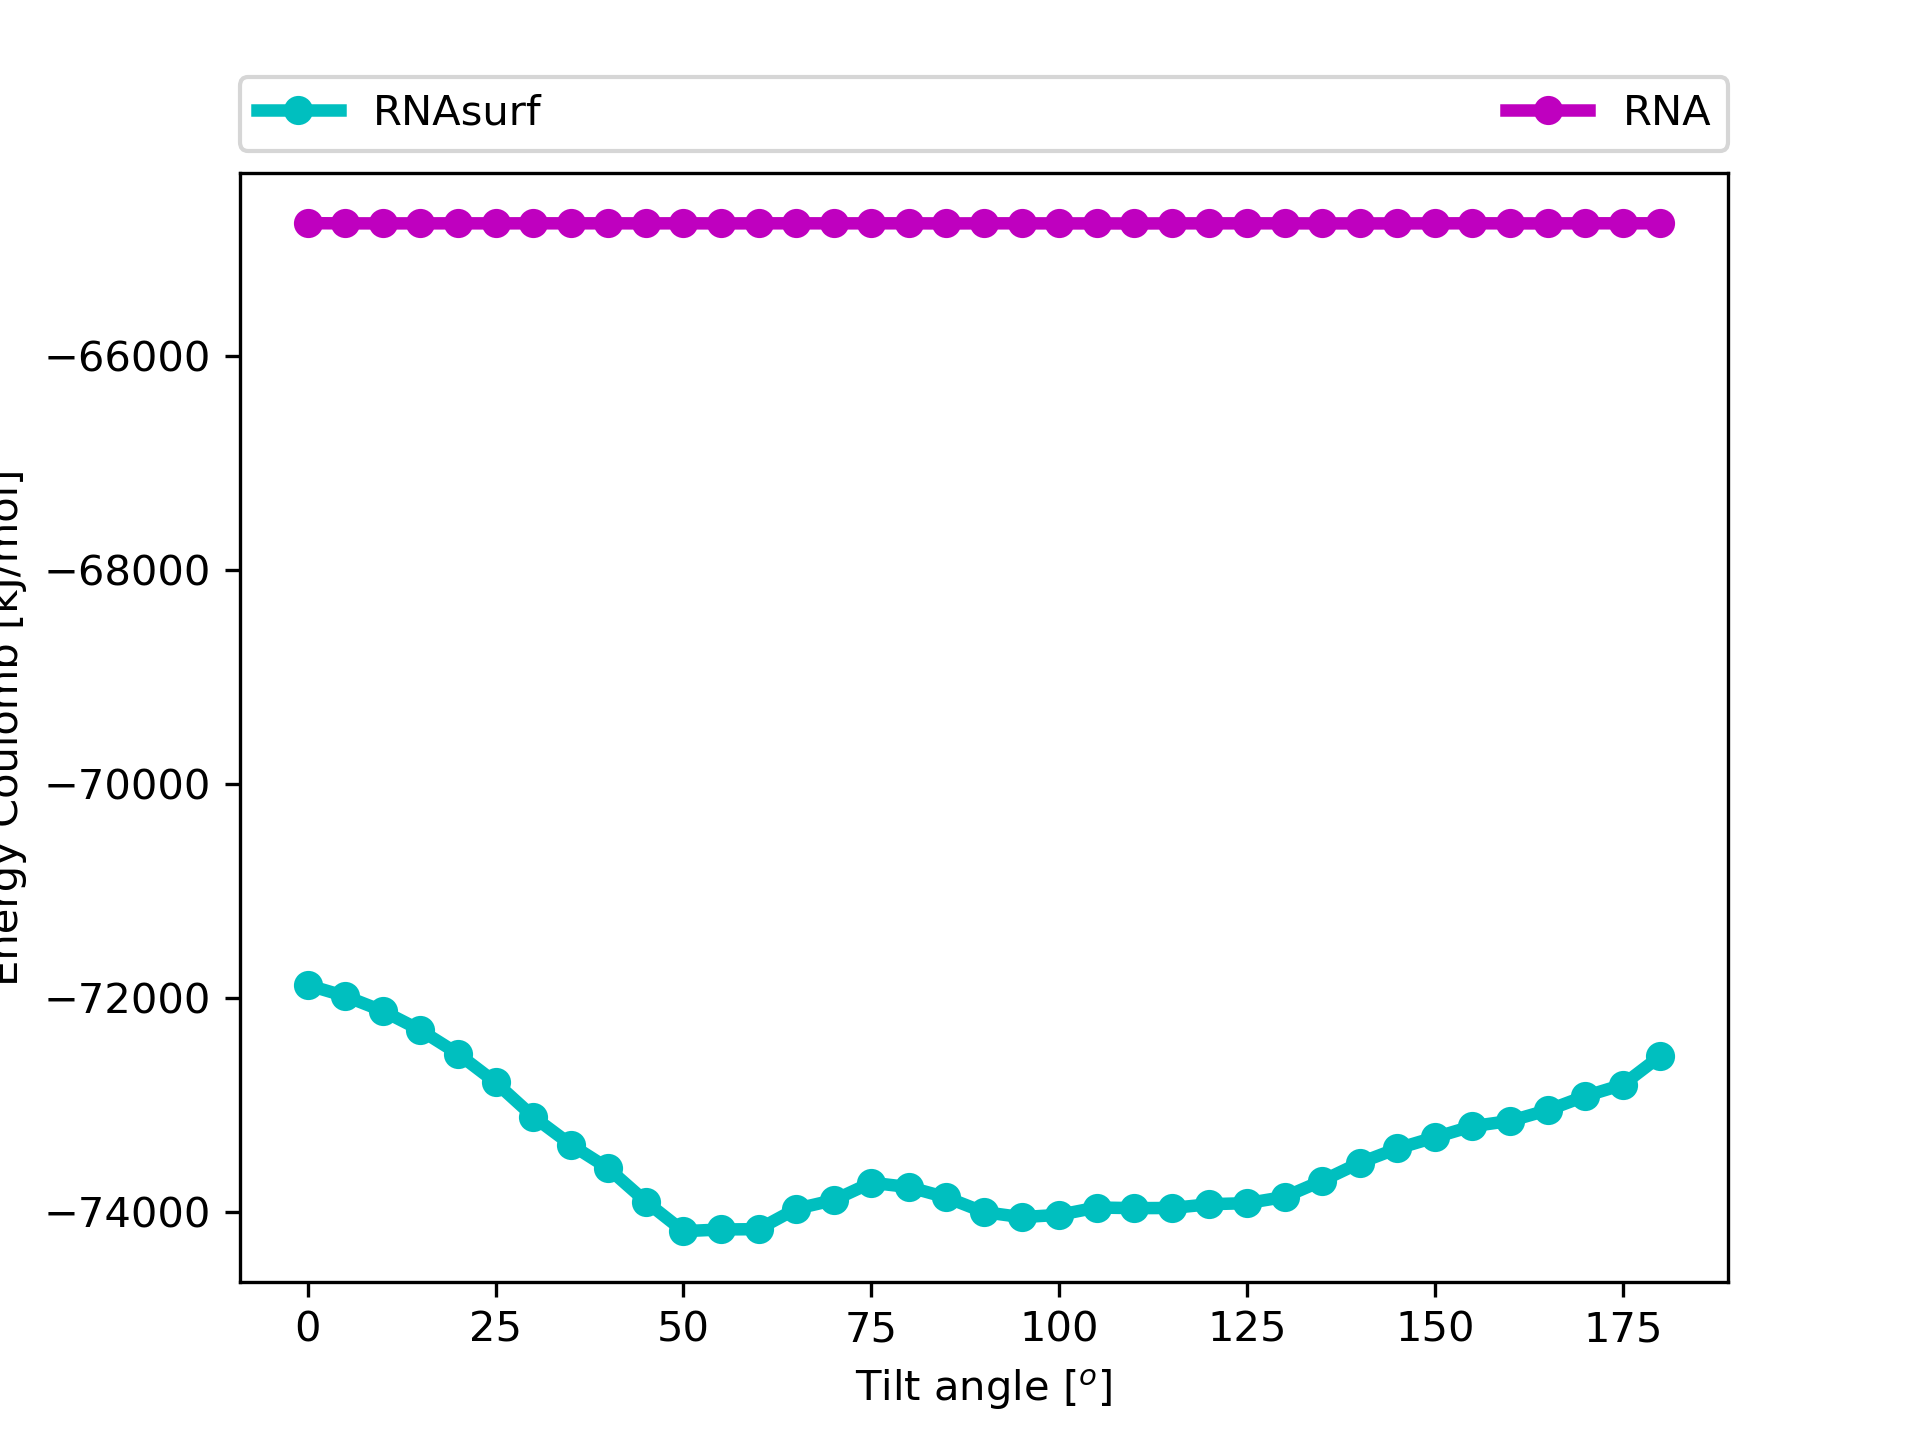 RNAsurf RNA
Energy Coulomb [kJ/mol]
−66000
−68000
−70000
−72000
−74000
0 25 50 75 100 125 150 175
Tilt angle [°]